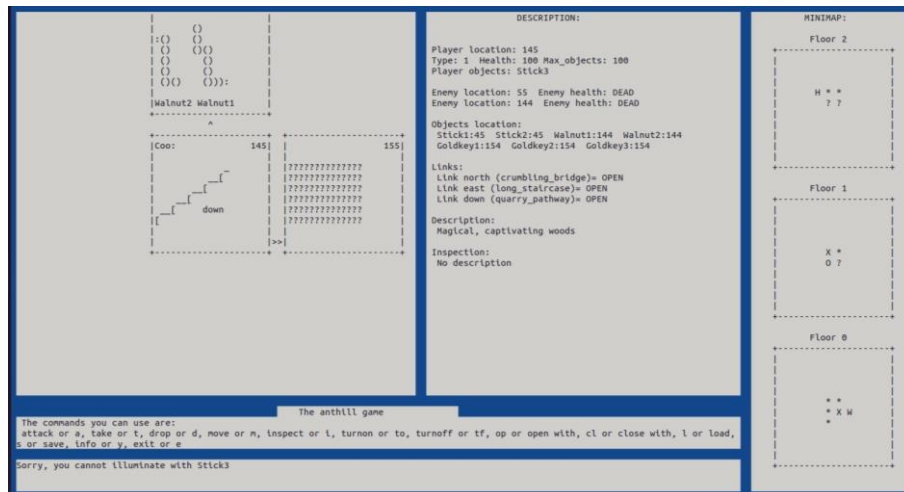 |                    |
|      ()            |
|:()   ()            |
| ()   ()()          |
| ()     ()          |
| ()     ()          |
| ()()   ())):       |
|Walnut2 Walnut1     |
^
|Coo:            145|
_
__[
__[
__[
__[    down
[
>>
155|
|??????????????
|??????????????
|??????????????
|??????????????
|??????????????
|??????????????
DESCRIPTION:
Player location: 145
Type: 1  Health: 100 Max_objects: 100
Player objects: Stick3
Enemy location: 55  Enemy health: DEAD
Enemy location: 144  Enemy health: DEAD
Objects location:
Stick1:45  Stick2:45  Walnut1:144  Walnut2:144
Goldkey1:154  Goldkey2:154  Goldkey3:154
Links:
Link north (crumbling_bridge)= OPEN
Link east (long_staircase)= OPEN
Link down (quarry_pathway)= OPEN
Description:
Magical, captivating woods
Inspection:
No description
MINIMAP:
Floor 2
H * *
? ?
Floor 1
X *
O ?
Floor 0
* *
* X W
*
The anthill game
The commands you can use are:
attack or a, take or t, drop or d, move or m, inspect or i, turnon or to, turnoff or tf, op or open with, cl or close with, l or load,
s or save, info or y, exit or e
Sorry, you cannot illuminate with Stick3